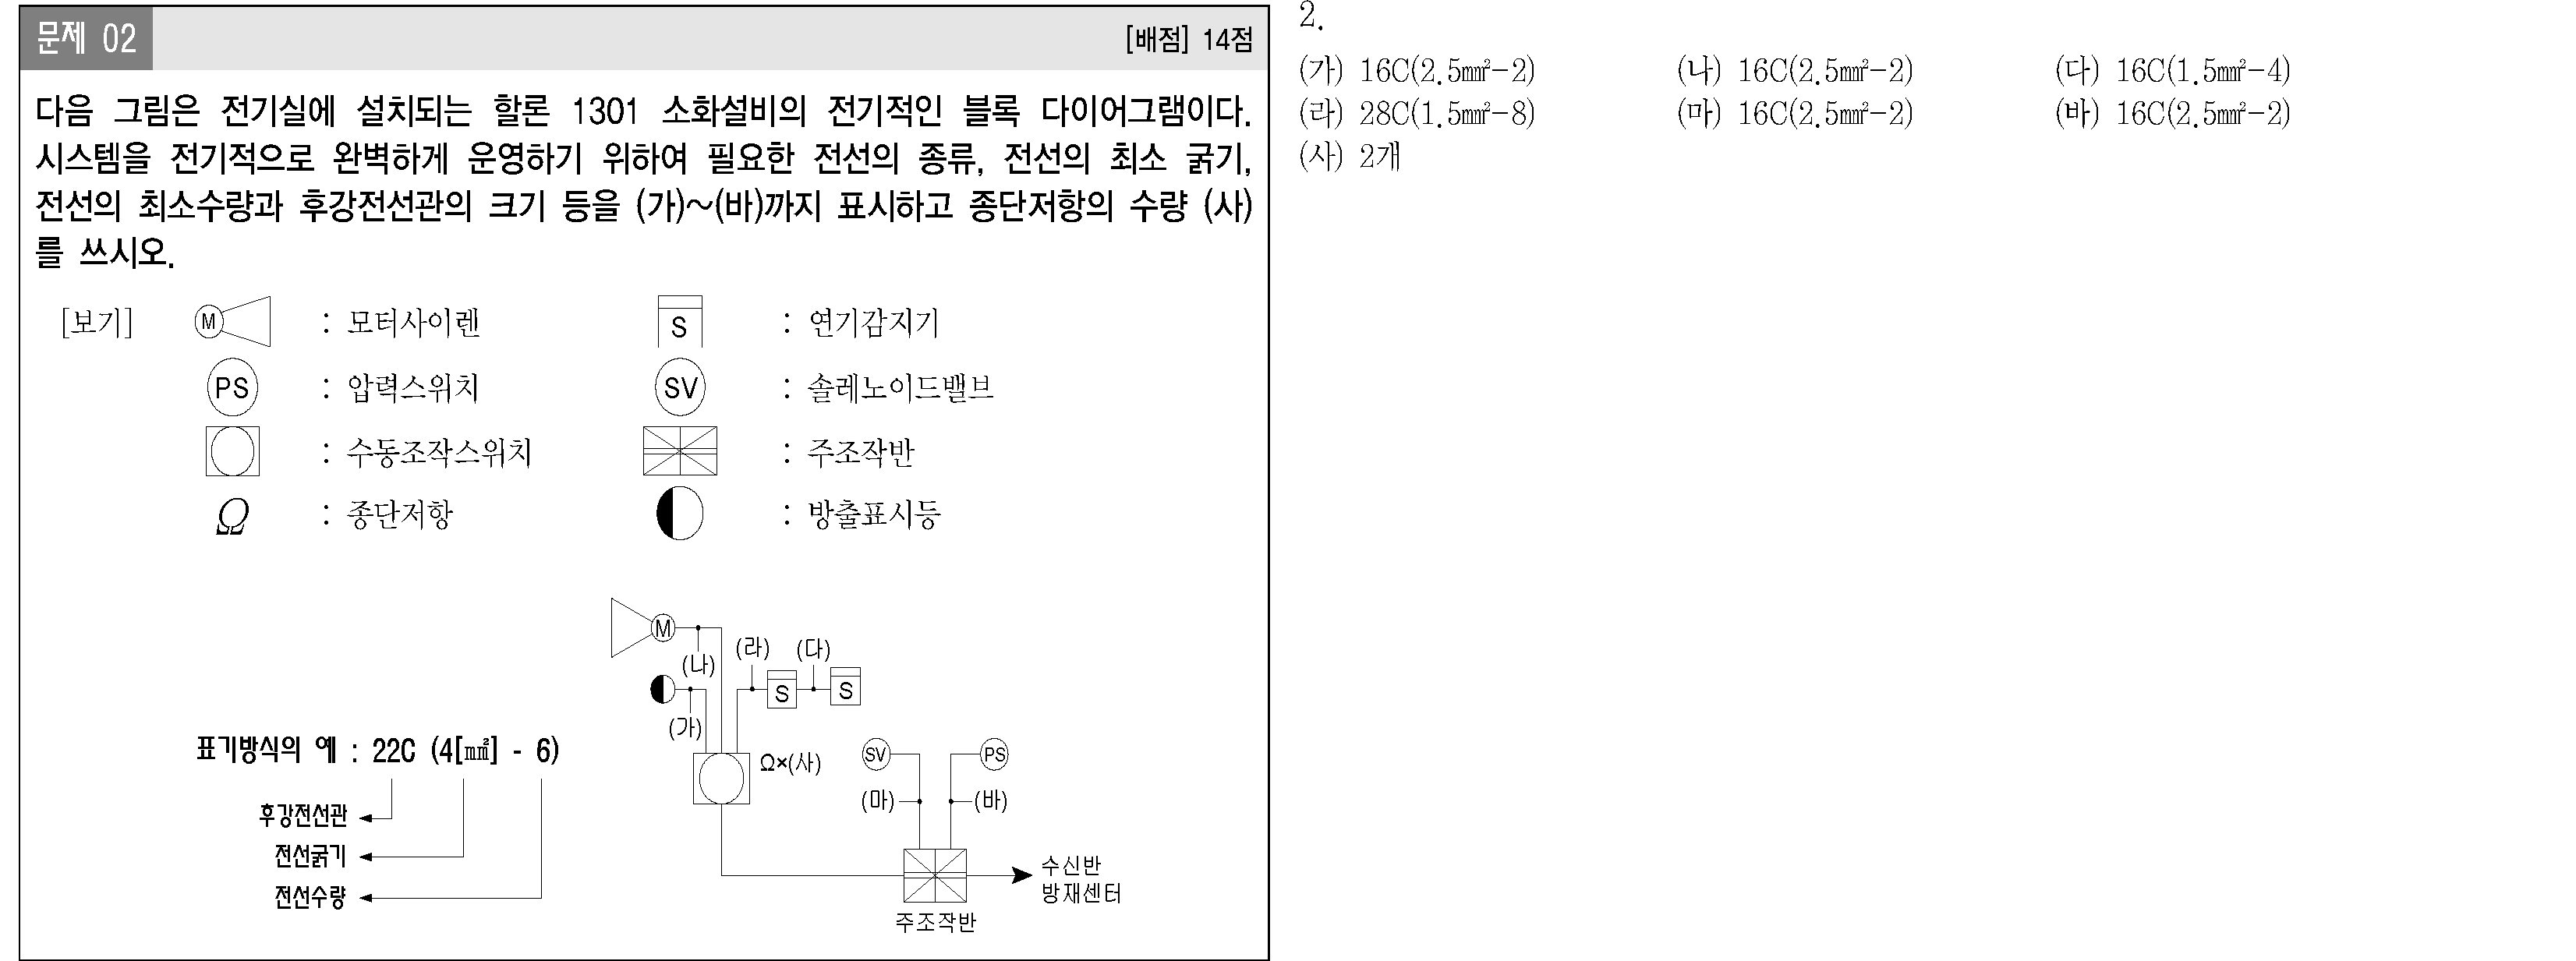 문제 02
[배점] 14점
다음 그림은 전기실에 설치되는 할론 1301 소화설비의 전기적인 블록 다이어그램이다.
시스템을 전기적으로 완벽하게 운영하기 위하여 필요한 전선의 종류, 전선의 최소 굵기,
전선의 최소수량과 후강전선관의 크기 등을 (가)~(바)까지 표시하고 종단저항의 수량 (사)
를 쓰시오.
[보기] M : 모터사이렌 S : 연기감지기
PS : 압력스위치 SV : 솔레노이드밸브
: 수동조작스위치 : 주조작반
Ω : 종단저항 : 방출표시등
M
(나) (라) (다)
S S
(가)
표기방식의 예 : 22C (4[㎟] - 6)
후강전선관
전선굵기
전선수량
Ω×(사) SV PS
(마) (바)
수신반
방재센터
주조작반
2.
(가) 16C(2.5㎟-2) (나) 16C(2.5㎟-2) (다) 16C(1.5㎟-4)
(라) 28C(1.5㎟-8) (마) 16C(2.5㎟-2) (바) 16C(2.5㎟-2)
(사) 2개